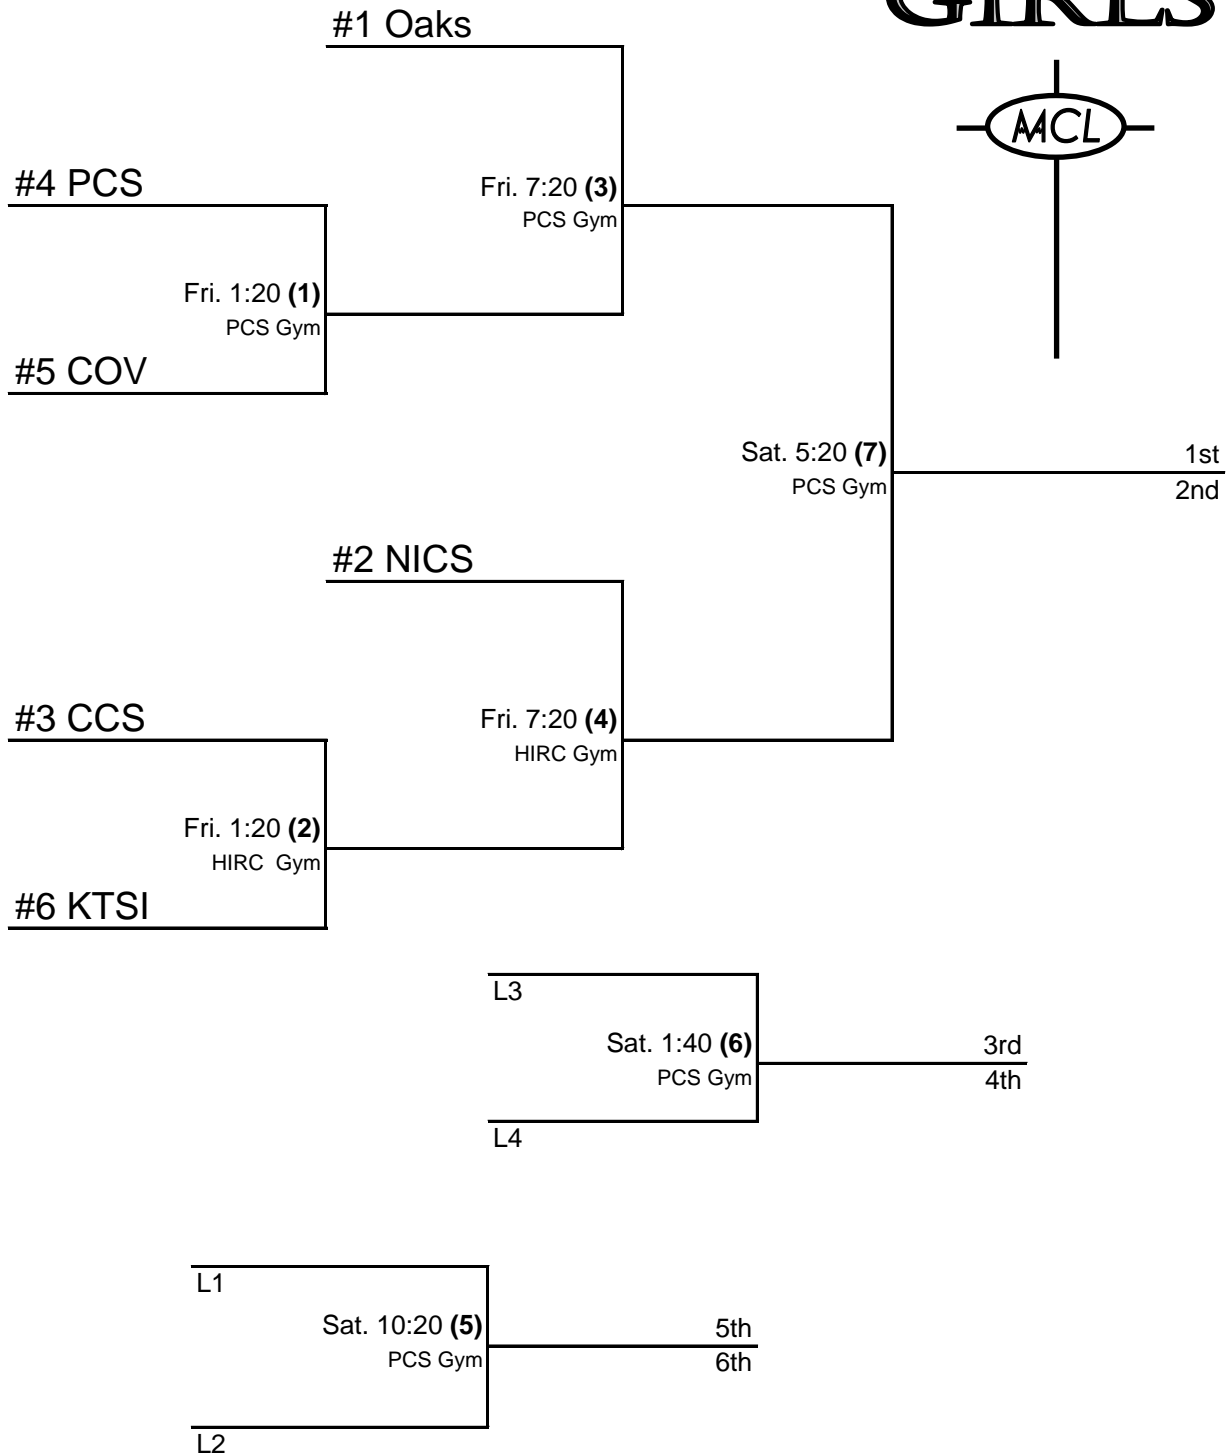 GIRLS
#1 Oaks
MCL
#4 PCS
Fri. 7:20 (3)
PCS Gym
Fri. 1:20 (1)
PCS Gym
#5 COV
Sat. 5:20 (7)
PCS Gym
1st
2nd
#2 NICS
#3 CCS
Fri. 7:20 (4)
HIRC Gym
Fri. 1:20 (2)
HIRC  Gym
#6 KTSI
L3
Sat. 1:40 (6)
PCS Gym
3rd
4th
L4
L1
Sat. 10:20 (5)
PCS Gym
5th
6th
L2